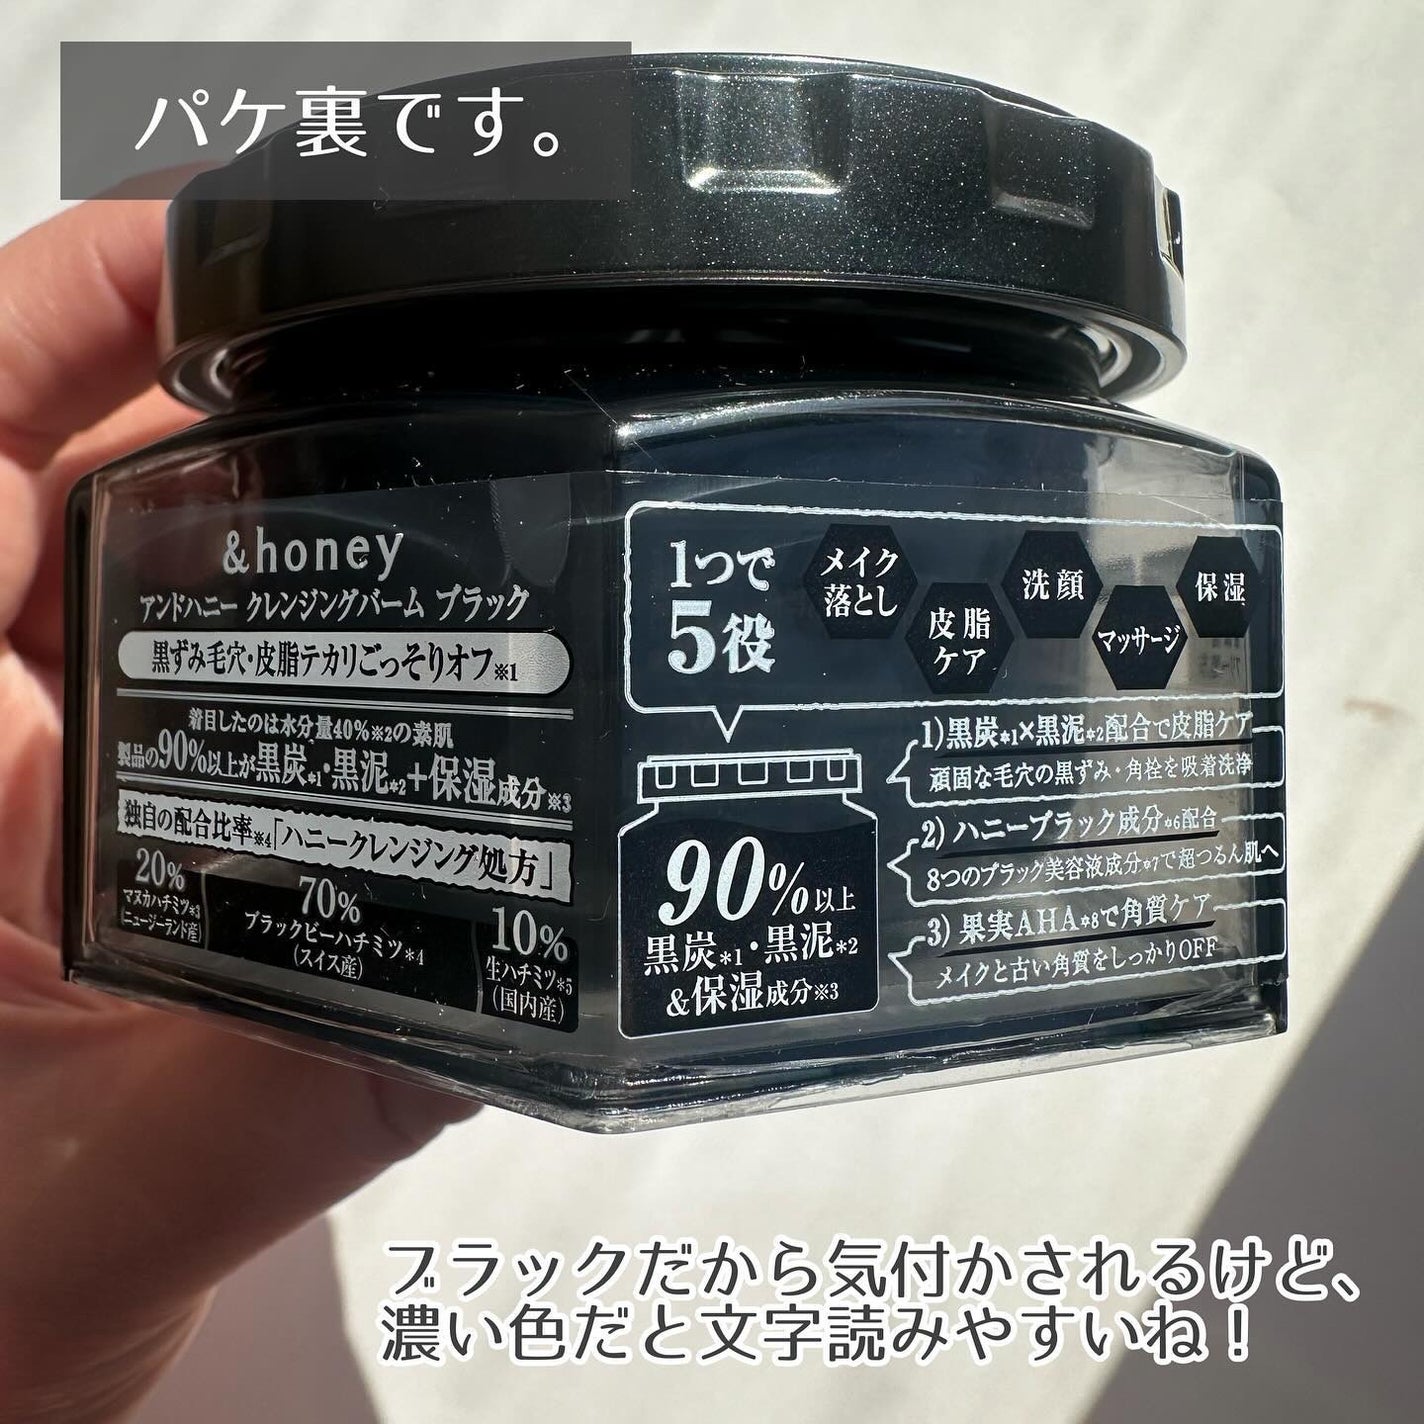 パケ裏です。
&honey
アンドハニー クレンジングバーム ブラック
黒ずみ毛穴・皮脂テカリごっそりオフ※1
着目したのは水分量40%※2の素肌
製品の90%以上が黒炭*1・黒泥*2+保湿成分※3
独自の配合比率※4「ハニークレンジング処方」
20%
マヌカハチミツ*3
(ニュージーランド産)
70%
ブラックビーハチミツ*4
(スイス産)
10%
生ハチミツ*5
(国内産)
1つで
5役
メイク
落とし
皮脂
ケア
洗顔
マッサージ
保湿
90%以上
黒炭*1・黒泥*2
&保湿成分※3
1)黒炭*1×黒泥*2配合で皮脂ケア
頑固な毛穴の黒ずみ・角栓を吸着洗浄
2)ハニーブラック成分*6配合
8つのブラック美容液成分*7で超つるん肌へ
3)果実AHA*8で角質ケア
メイクと古い角質をしっかりOFF
ブラックだから気付かされるけど、
濃い色だと文字読みやすいね！